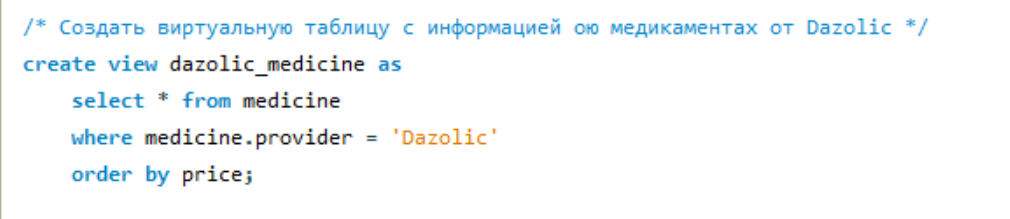 /* Создать виртуальную таблицу с информацией ою медикаментах от Dazolic */
create view dazolic_medicine as
select * from medicine
where medicine.provider = 'Dazolic'
order by price;